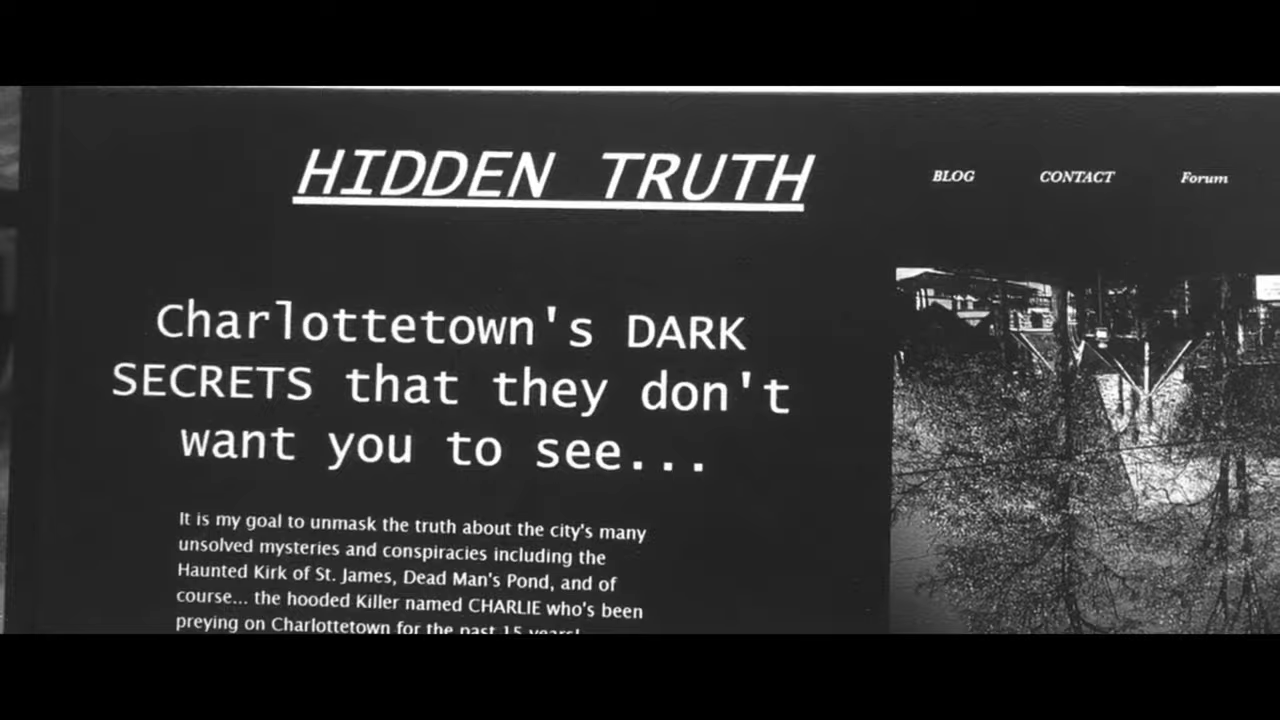 HIDDEN TRUTH
BLOG CONTACT Forum
Charlottetown's DARK
SECRETS that they don't
want you to see...
It is my goal to unmask the truth about the city's many
unsolved mysteries and conspiracies including the
Haunted Kirk of St. James, Dead Man's Pond, and of
course... the hooded Killer named CHARLIE who's been
preying on Charlottetown for the past 15 years!